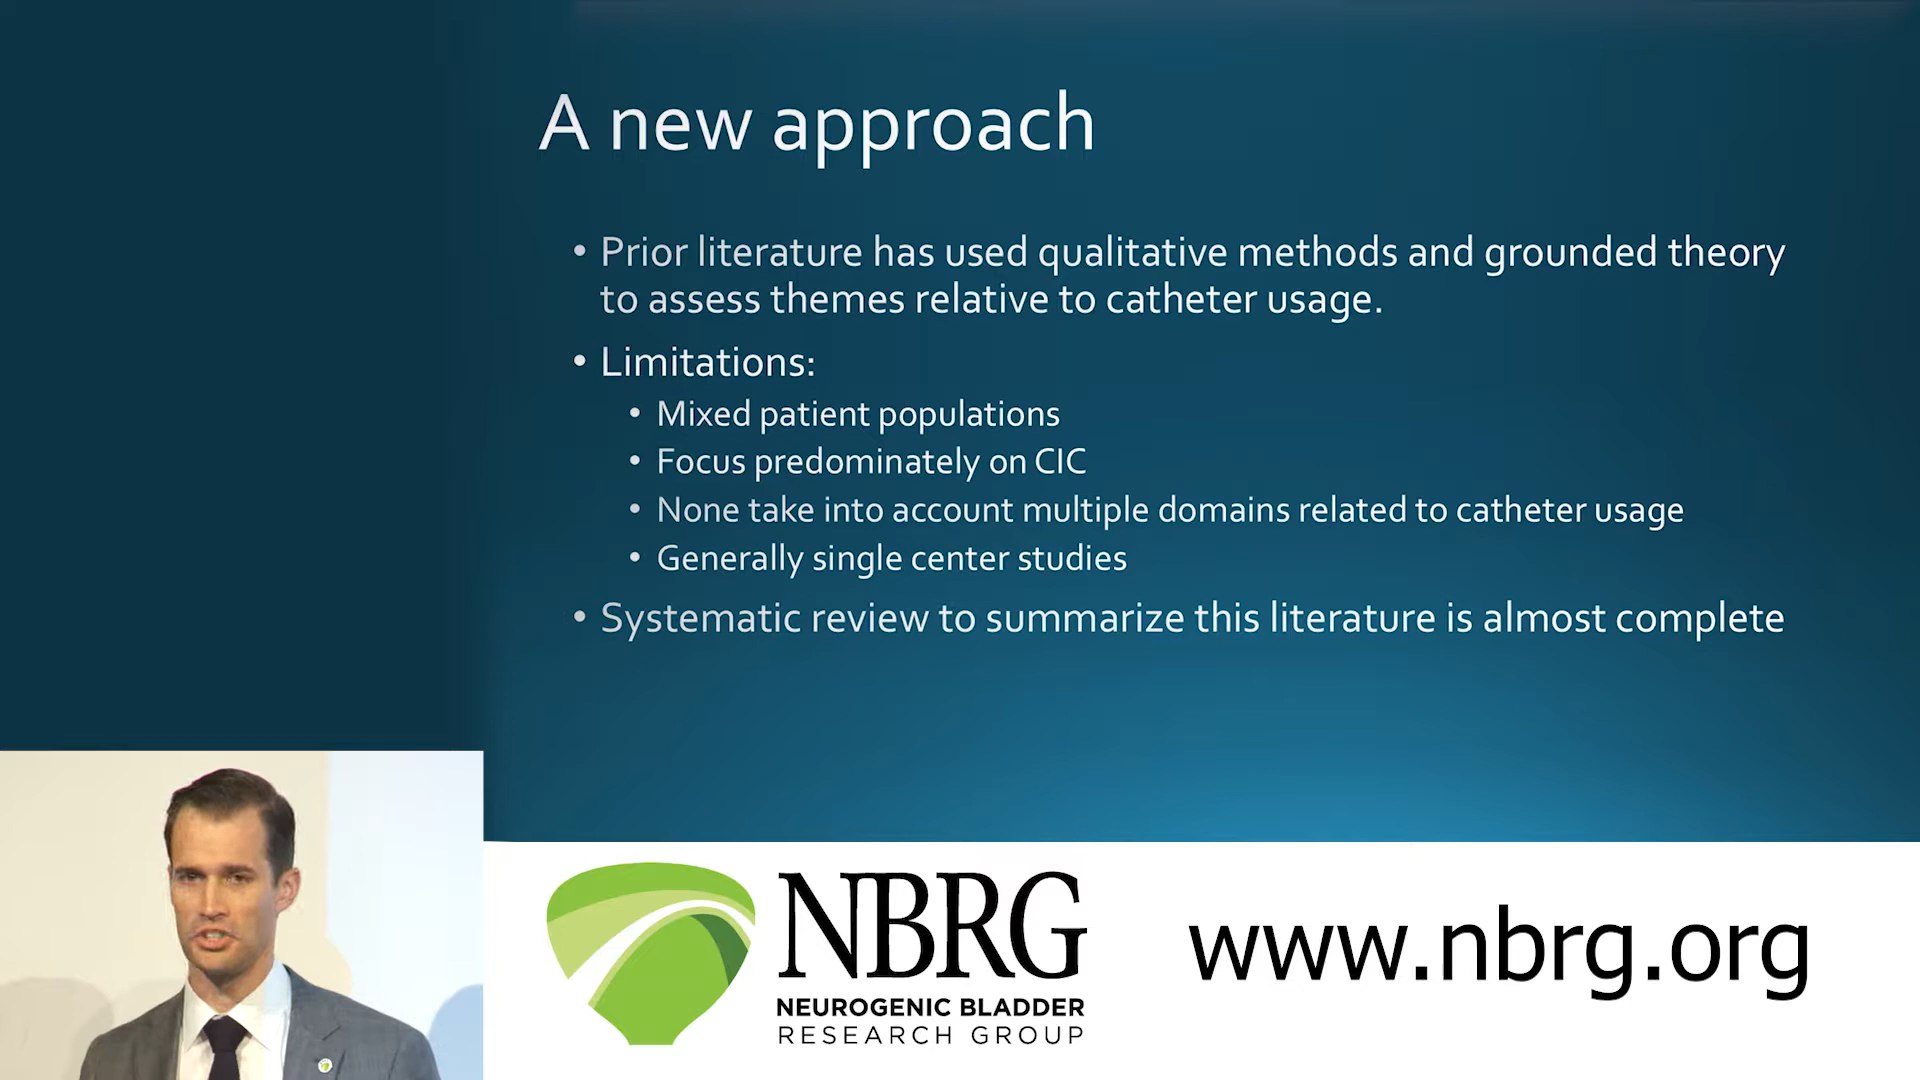 A new approach
• Prior literature has used qualitative methods and grounded theory
to assess themes relative to catheter usage.
• Limitations:
• Mixed patient populations
• Focus predominately on CIC
• None take into account multiple domains related to catheter usage
• Generally single center studies
• Systematic review to summarize this literature is almost complete
NBRG
NEUROGENIC BLADDER
RESEARCH GROUP
www.nbrg.org